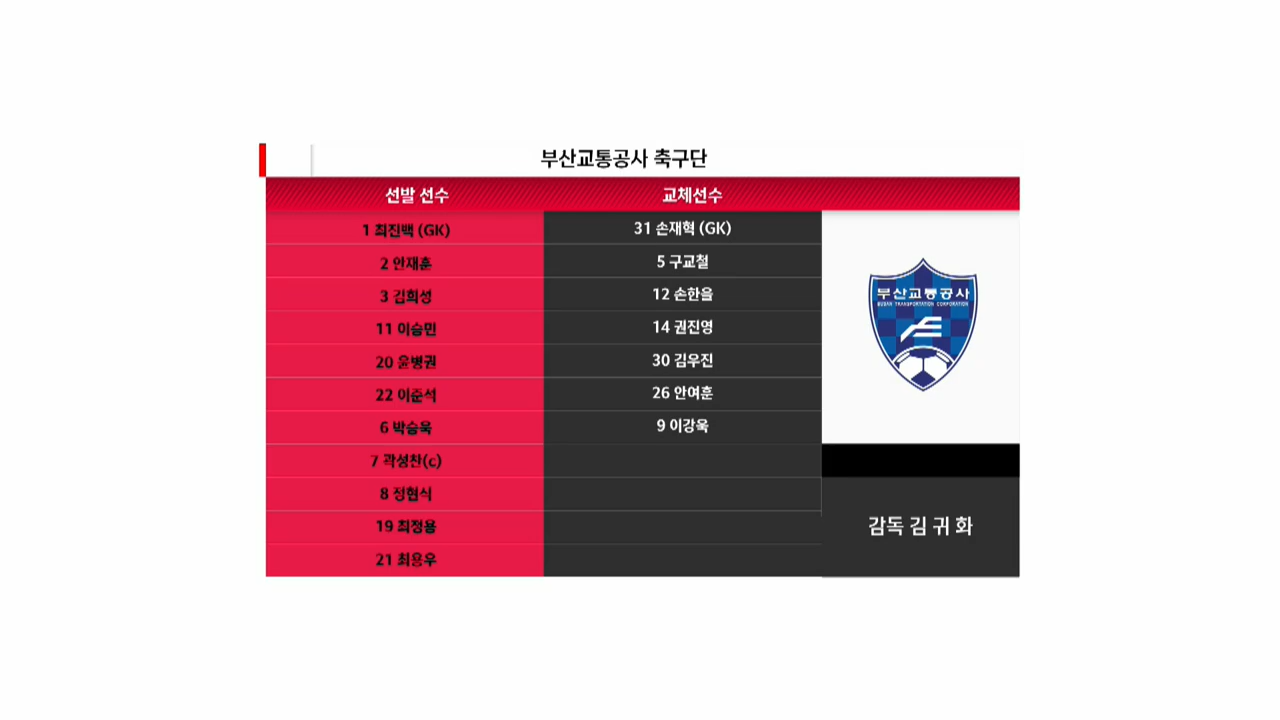 부산교통공사 축구단
선발 선수
교체선수
1 최진백 (GK)
2 안재훈
3 김희성
11 이승민
20 윤병권
22 이준석
6 박승욱
7 곽성찬(c)
8 정현식
19 최정용
21 최용우
31 손재혁 (GK)
5 구교철
12 손한울
14 권진영
30 김우진
26 안여훈
9 이강욱
부산교통공사
BUSAN TRANSPORTATION CORPORATION
감독 김 귀 화